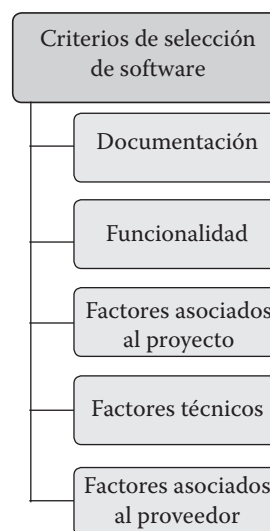 Criterios de selección
de software
Documentación
Funcionalidad
Factores asociados
al proyecto
Factores técnicos
Factores asociados
al proveedor